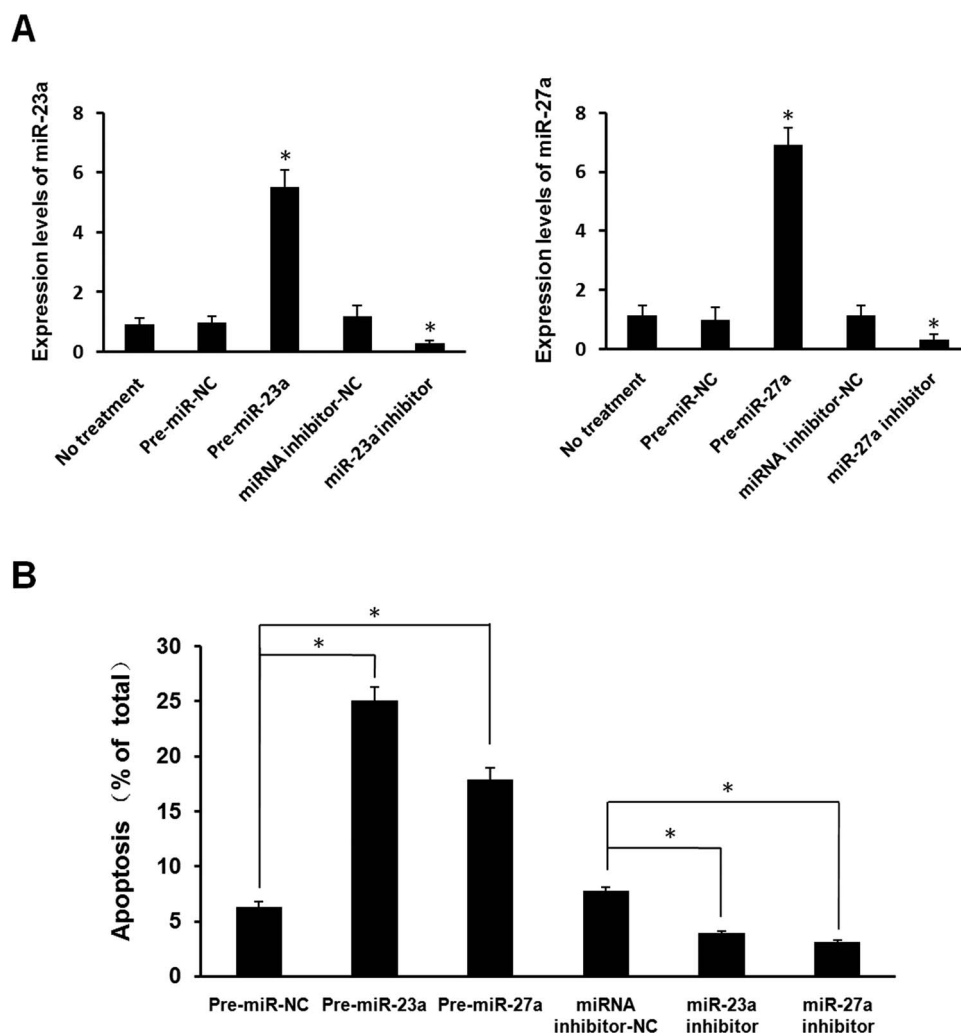 A
Expression levels of miR-23a
8
6
4
2
0
*
*
No treatment
Pre-miR-NC
Pre-miR-23a
miRNA inhibitor-NC
miR-23a inhibitor
Expression levels of miR-27a
8
6
4
2
0
*
*
No treatment
Pre-miR-NC
Pre-miR-27a
miRNA inhibitor-NC
miR-27a inhibitor
B
Apoptosis（% of total）
30
25
20
15
10
5
0
*
*
*
*
Pre-miR-NC
Pre-miR-23a
Pre-miR-27a
miRNA
inhibitor-NC
miR-23a
inhibitor
miR-27a
inhibitor